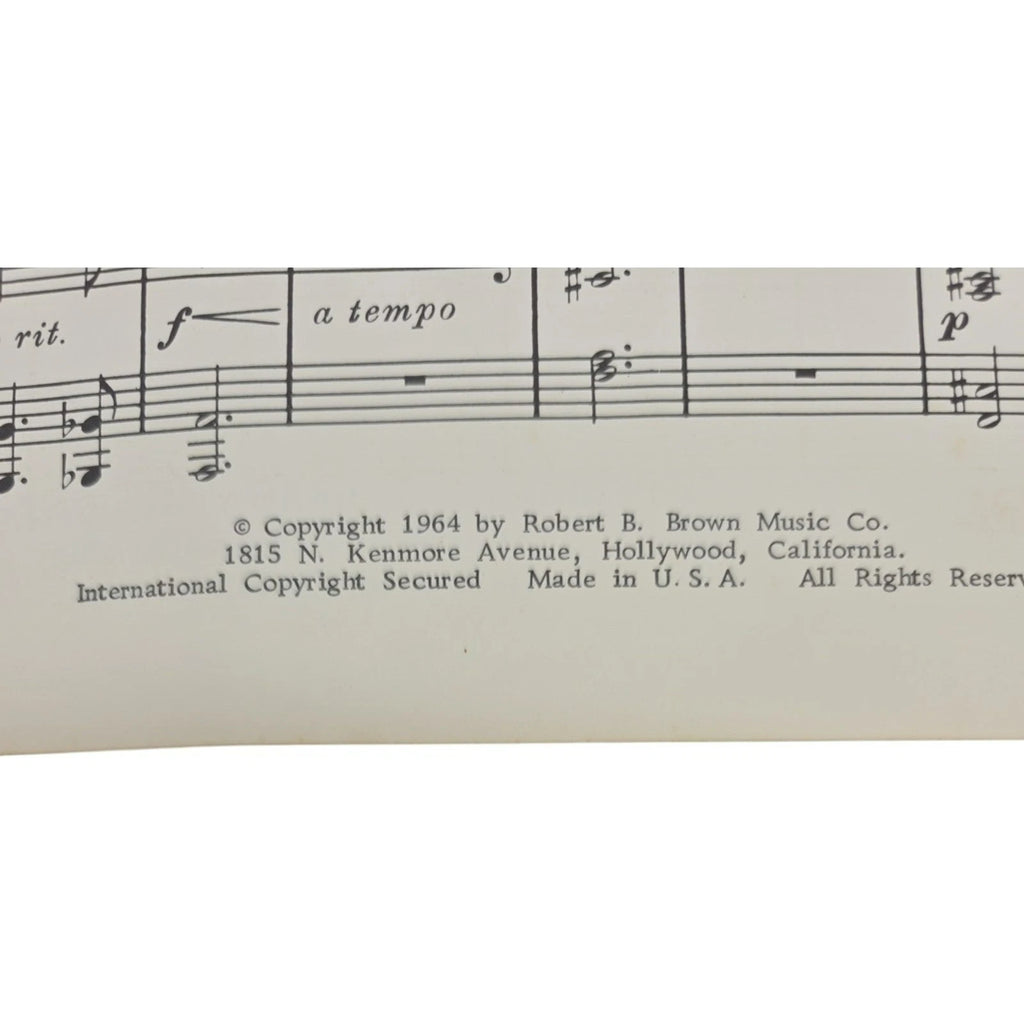 rit.
f
a tempo
p
© Copyright 1964 by Robert B. Brown Music Co.
1815 N. Kenmore Avenue, Hollywood, California.
International Copyright Secured Made in U. S. A. All Rights Reserv